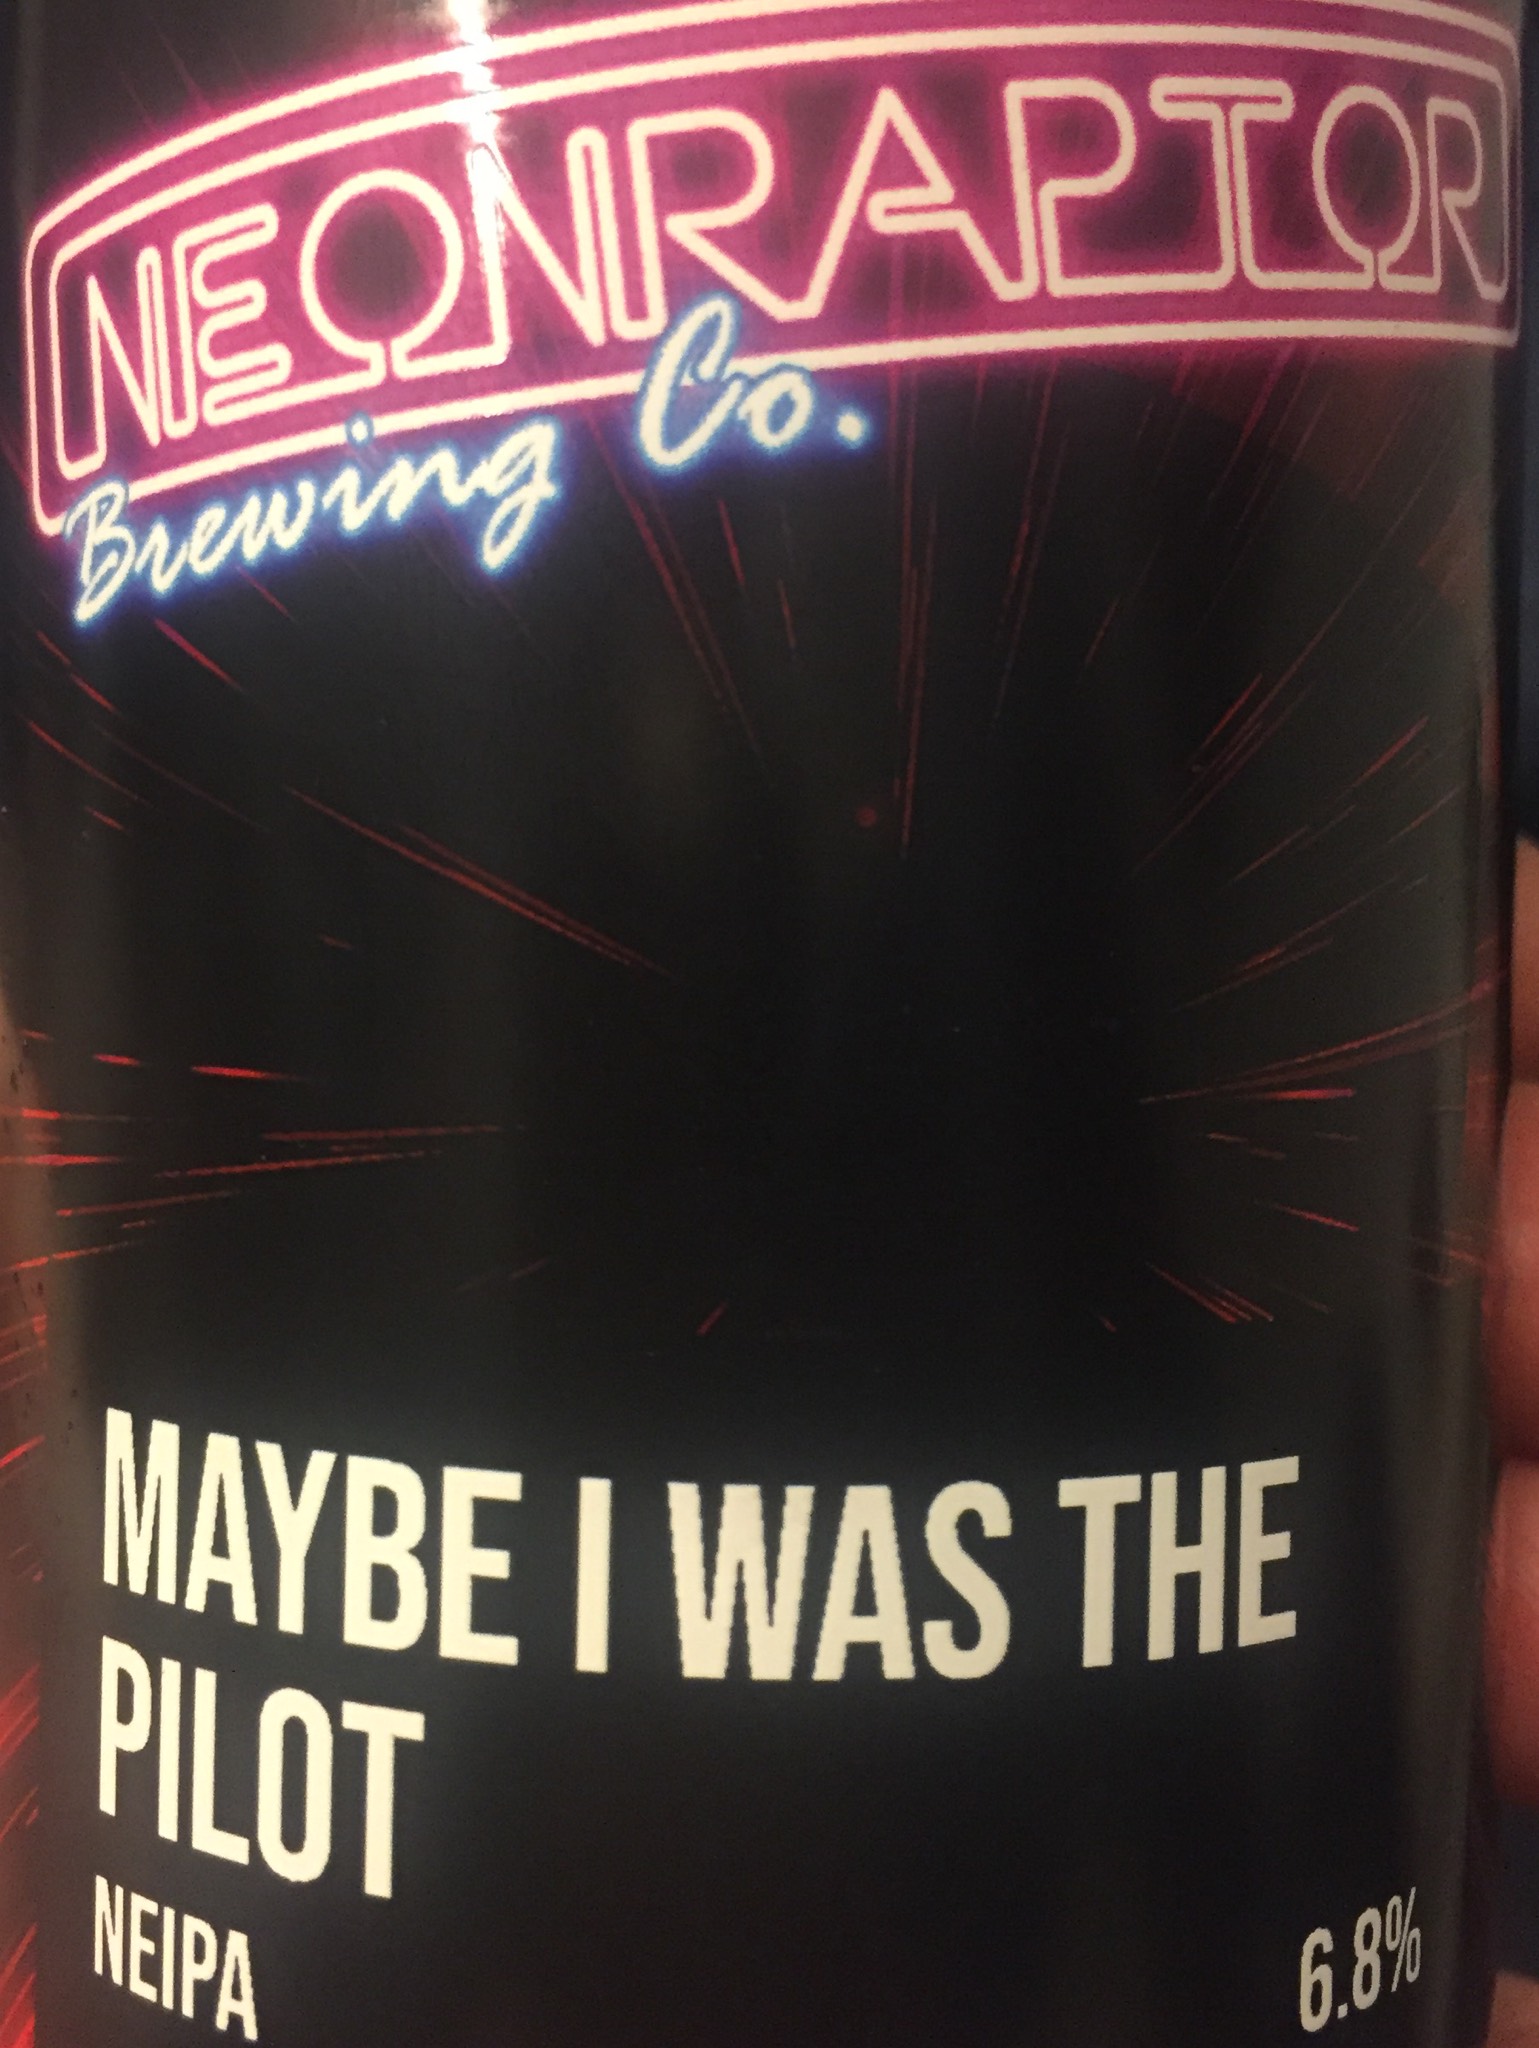 NEONRAPTOR
Brewing Co.
MAYBE I WAS THE
PILOT
NEIPA
6.8%